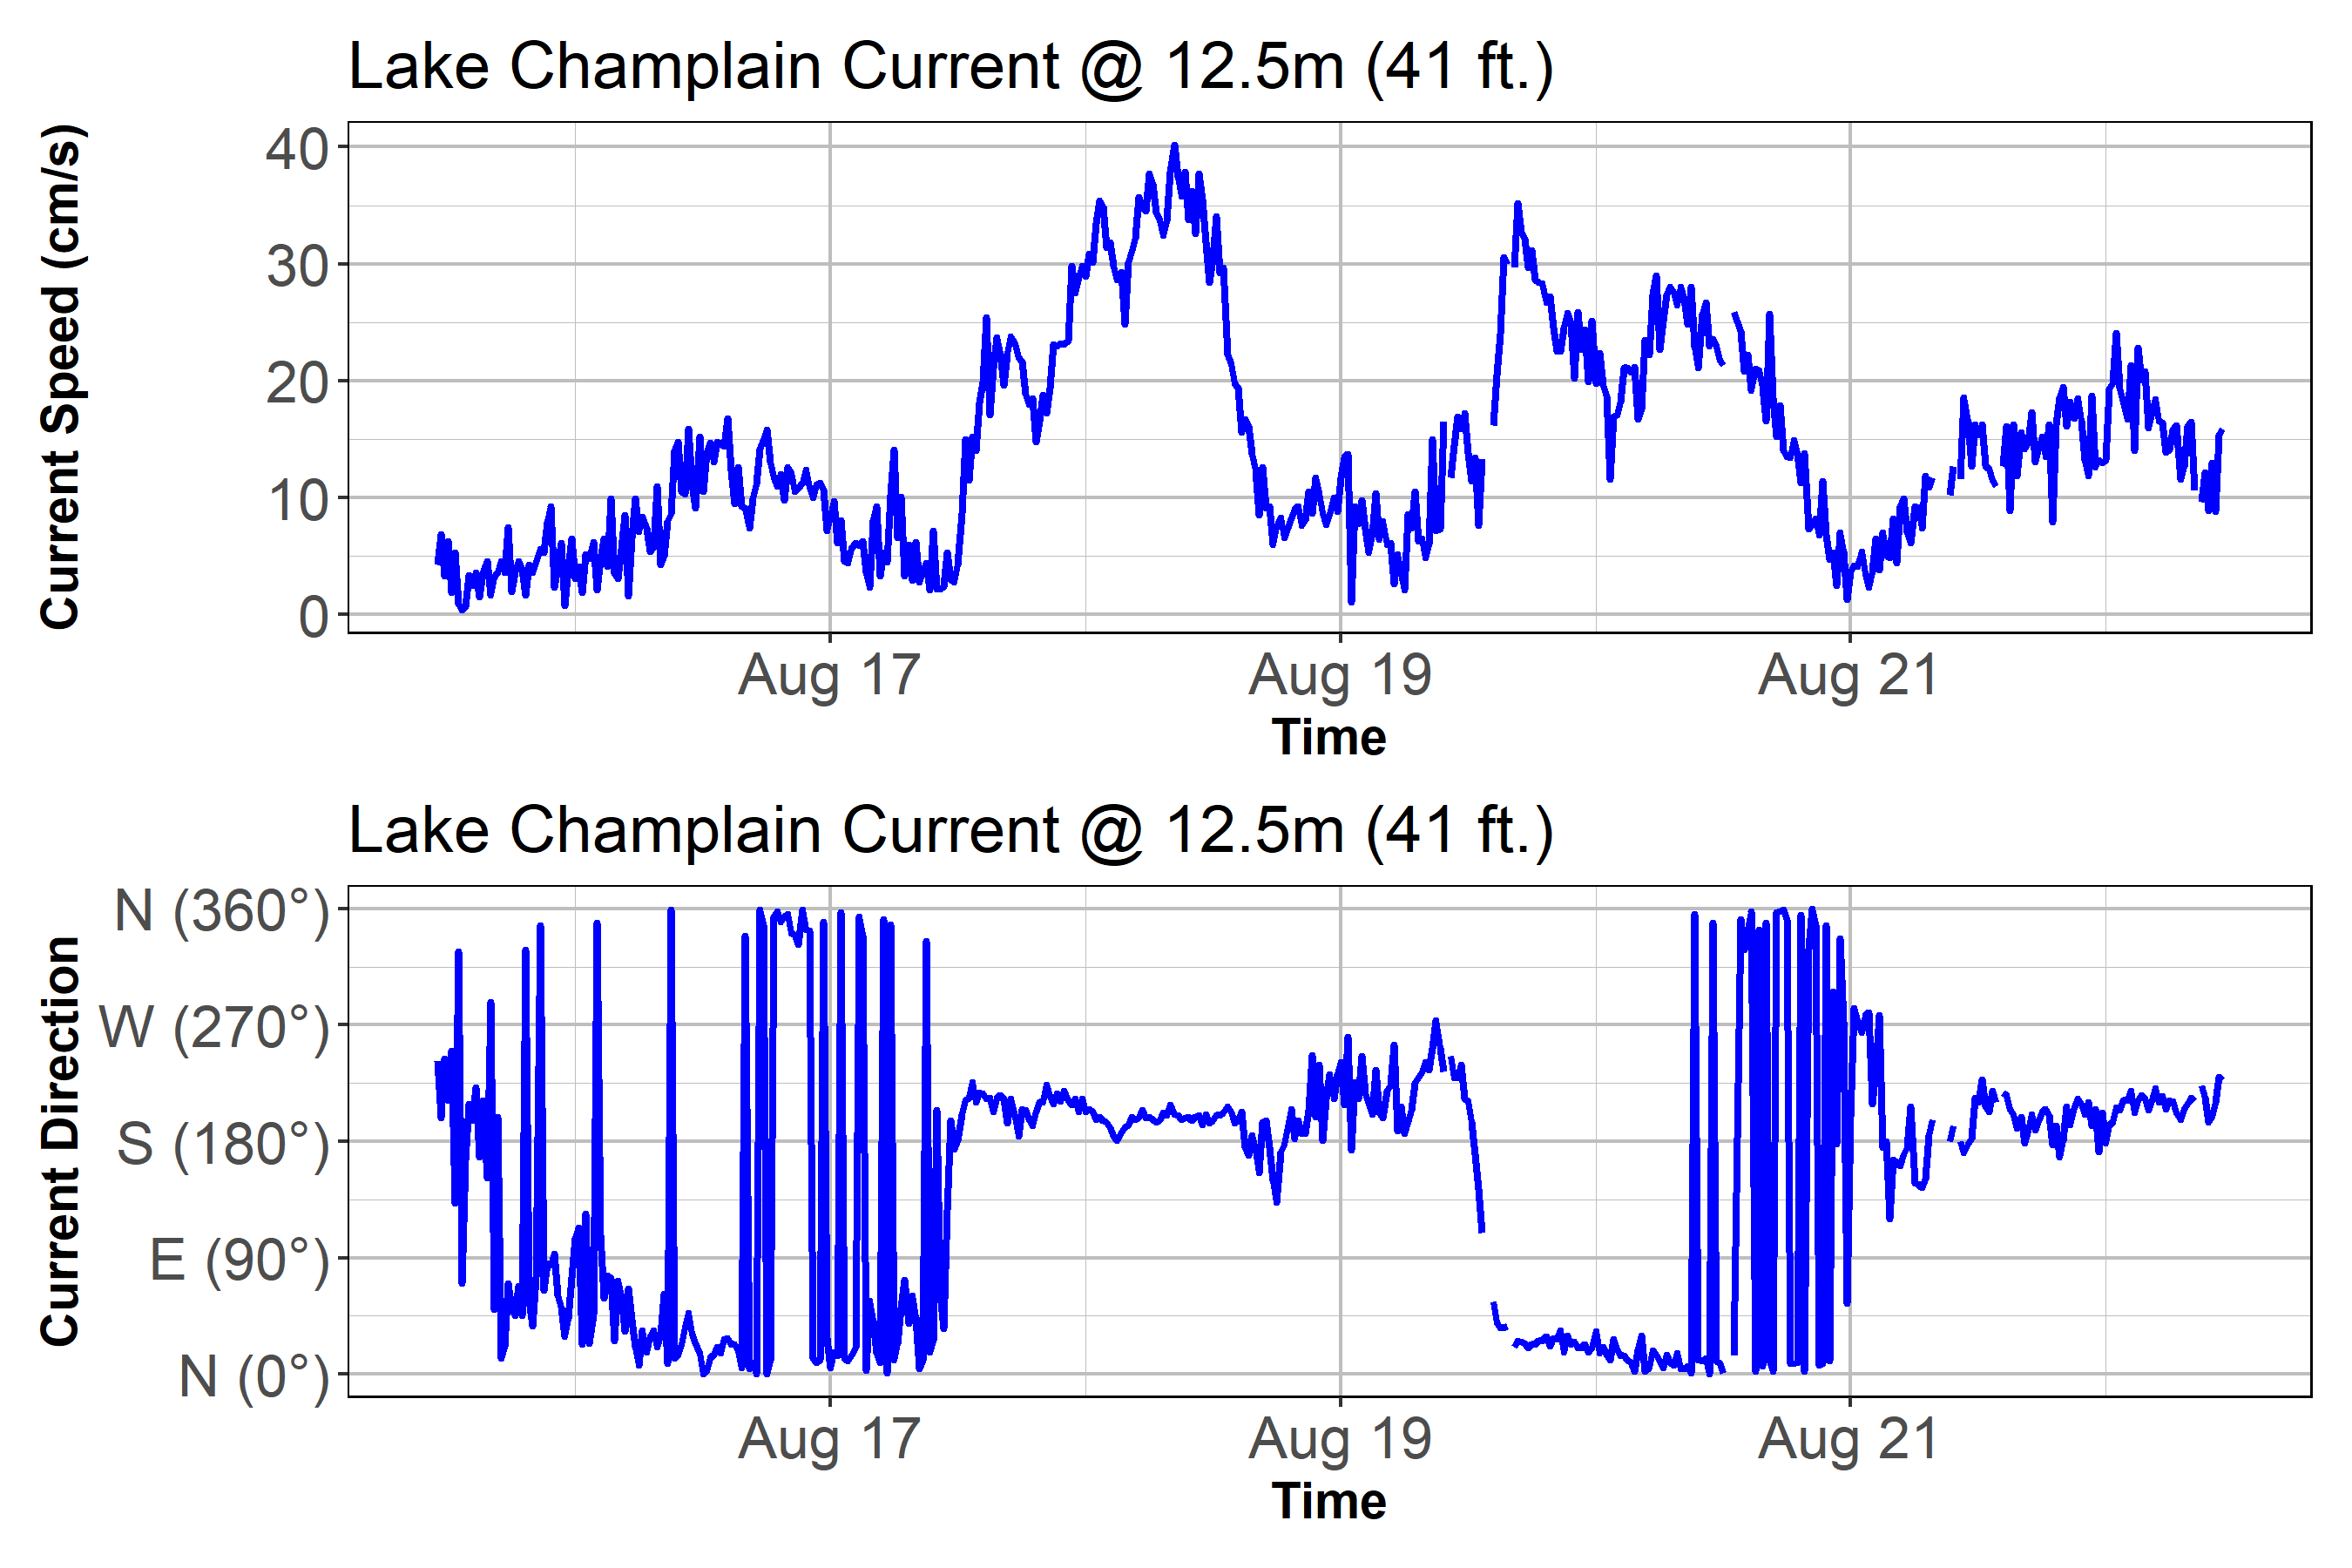 Lake Champlain Current @ 12.5m (41 ft.)
Current Speed (cm/s)
40
30
20
10
0
Aug 17
Aug 19
Aug 21
Time
Lake Champlain Current @ 12.5m (41 ft.)
Current Direction
N (360°)
W (270°)
S (180°)
E (90°)
N (0°)
Aug 17
Aug 19
Aug 21
Time